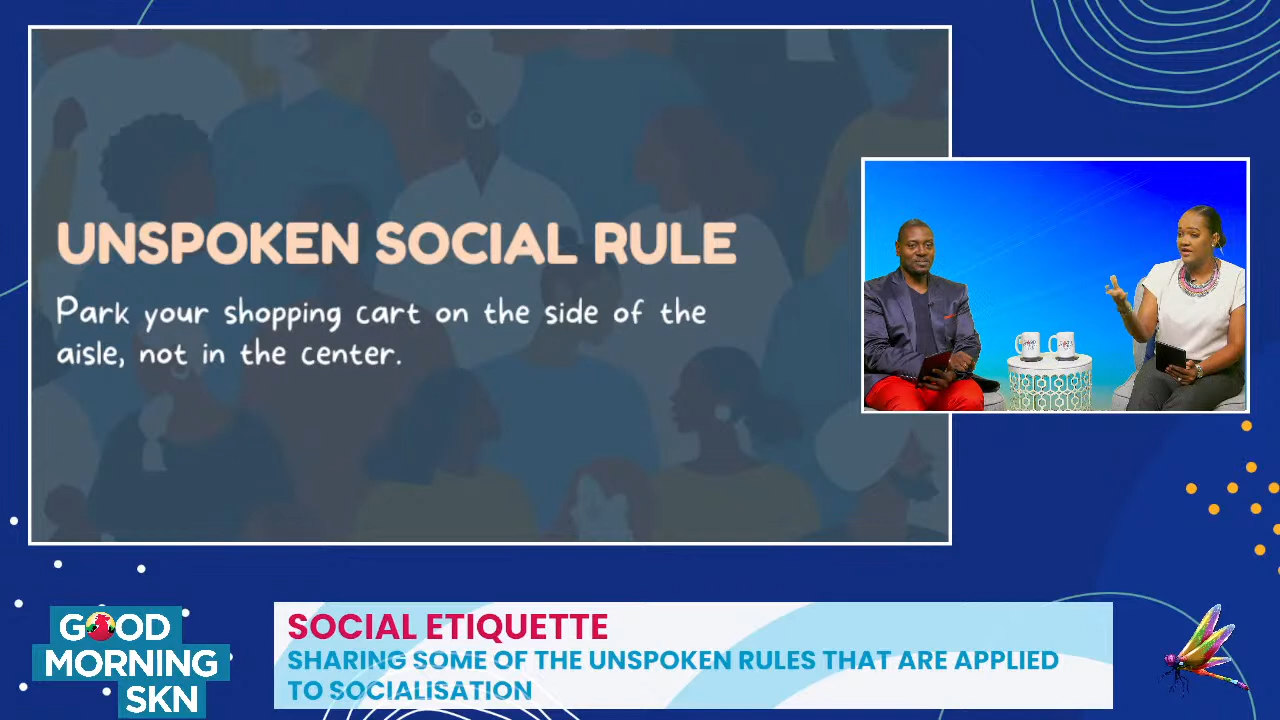 UNSPOKEN SOCIAL RULE
Park your shopping cart on the side of the
aisle, not in the center.
SOCIAL ETIQUETTE
SHARING SOME OF THE UNSPOKEN RULES THAT ARE APPLIED
TO SOCIALISATION
GOOD
MORNING
SKN